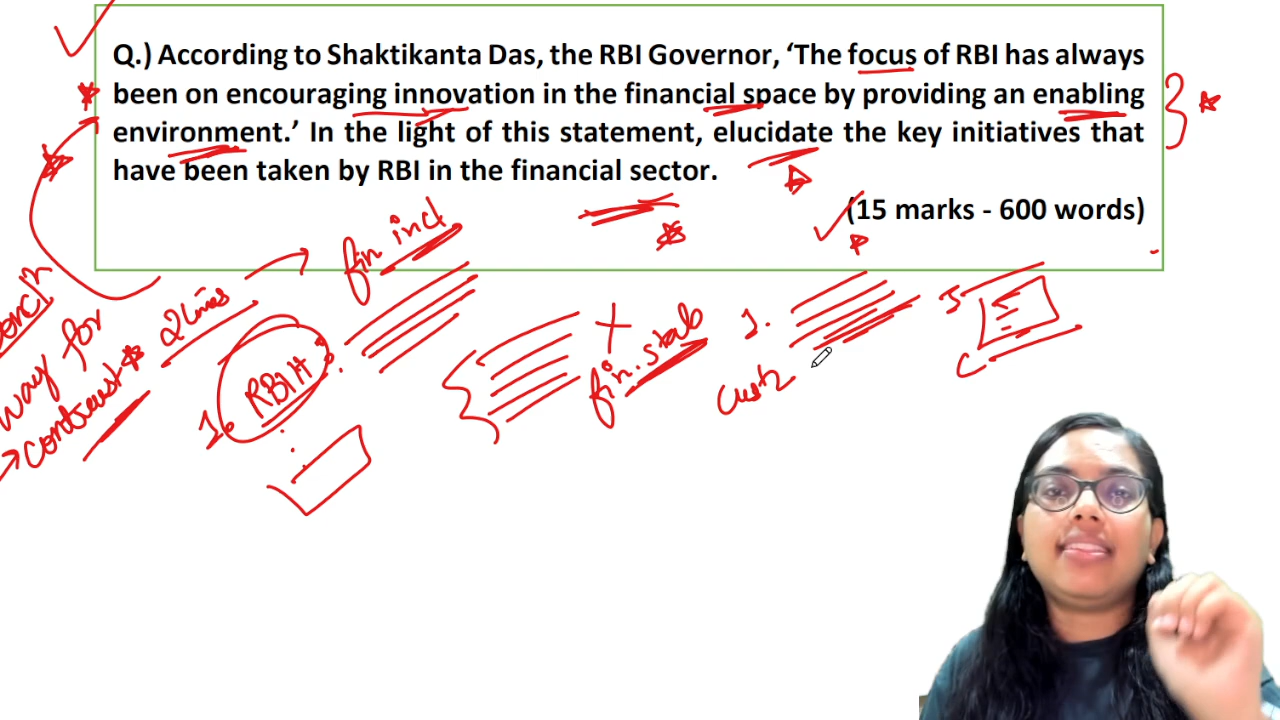 Q.) According to Shaktikanta Das, the RBI Governor, ‘The focus of RBI has always
been on encouraging innovation in the financial space by providing an enabling
environment.’ In the light of this statement, elucidate the key initiatives that
have been taken by RBI in the financial sector.
(15 marks - 600 words)
fin incl
2 lines
way for
contrast
1. RBIH
fin. stab
1.